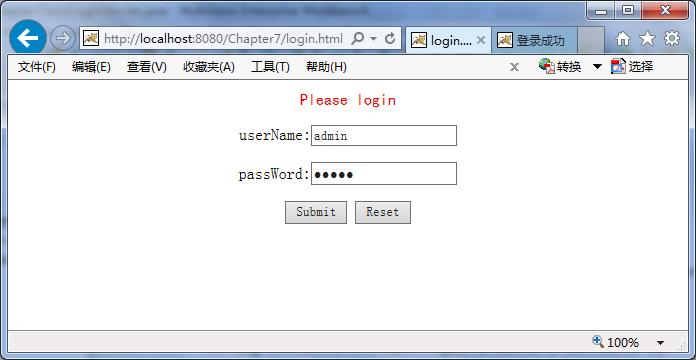 http://localhost:8080/Chapter7/login.html
login....
登录成功
文件(F) 编辑(E) 查看(V) 收藏夹(A) 工具(T) 帮助(H)
转换 选择
Please login
userName:admin
passWord:●●●●●
Submit Reset
100%